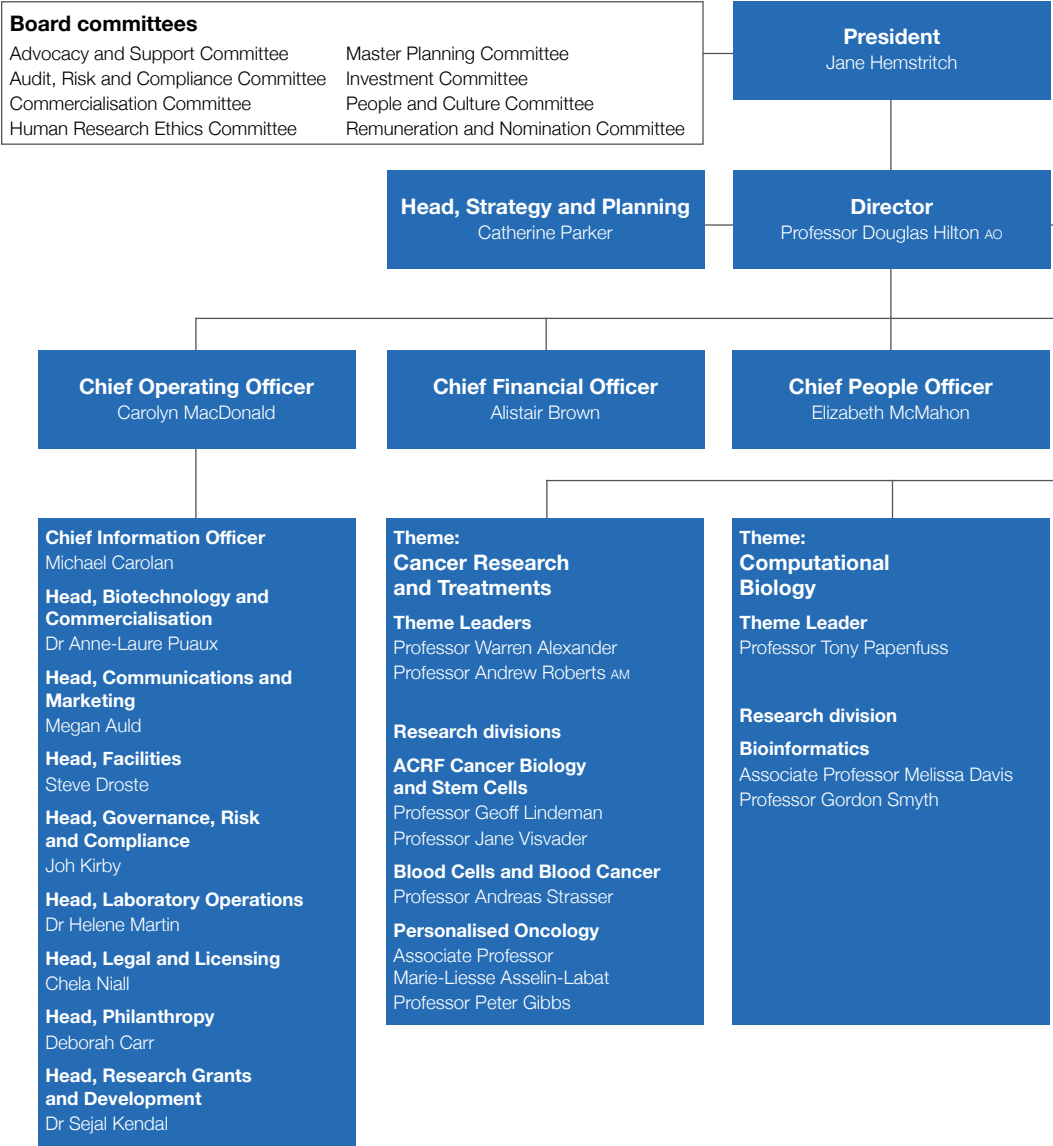 Board committees
Advocacy and Support Committee
Audit, Risk and Compliance Committee
Commercialisation Committee
Human Research Ethics Committee
Master Planning Committee
Investment Committee
People and Culture Committee
Remuneration and Nomination Committee
President
Jane Hemstritch
Head, Strategy and Planning
Catherine Parker
Director
Professor Douglas Hilton AO
Chief Operating Officer
Carolyn MacDonald
Chief Financial Officer
Alistair Brown
Chief People Officer
Elizabeth McMahon
Chief Information Officer
Michael Carolan
Head, Biotechnology and
Commercialisation
Dr Anne-Laure Puaux
Head, Communications and
Marketing
Megan Auld
Head, Facilities
Steve Droste
Head, Governance, Risk
and Compliance
Joh Kirby
Head, Laboratory Operations
Dr Helene Martin
Head, Legal and Licensing
Chela Niall
Head, Philanthropy
Deborah Carr
Head, Research Grants
and Development
Dr Sejal Kendal
Theme:
Cancer Research
and Treatments
Theme Leaders
Professor Warren Alexander
Professor Andrew Roberts AM
Research divisions
ACRF Cancer Biology
and Stem Cells
Professor Geoff Lindeman
Professor Jane Visvader
Blood Cells and Blood Cancer
Professor Andreas Strasser
Personalised Oncology
Associate Professor
Marie-Liesse Asselin-Labat
Professor Peter Gibbs
Theme:
Computational
Biology
Theme Leader
Professor Tony Papenfuss
Research division
Bioinformatics
Associate Professor Melissa Davis
Professor Gordon Smyth